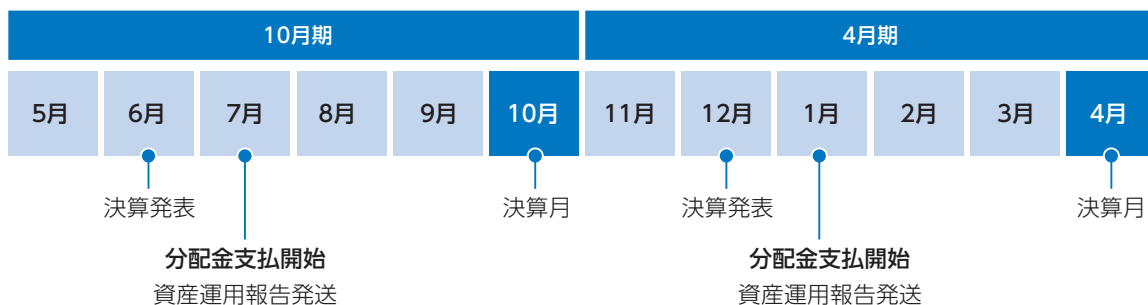 10月期 4月期
5月 6月 7月 8月 9月 10月 11月 12月 1月 2月 3月 4月
決算発表 決算月 決算発表 決算月
分配金支払開始 分配金支払開始
資産運用報告発送 資産運用報告発送